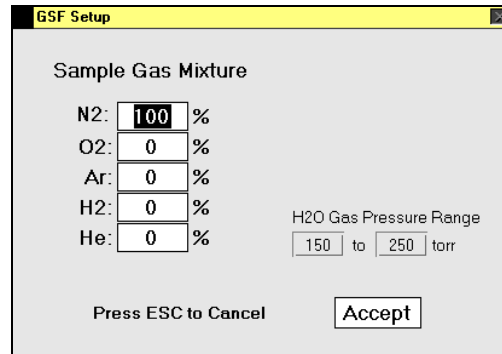 GSF Setup
Sample Gas Mixture
N2: 100 %
O2: 0 %
Ar: 0 %
H2: 0 %
He: 0 %
H2O Gas Pressure Range
150 to 250 torr
Press ESC to Cancel
Accept